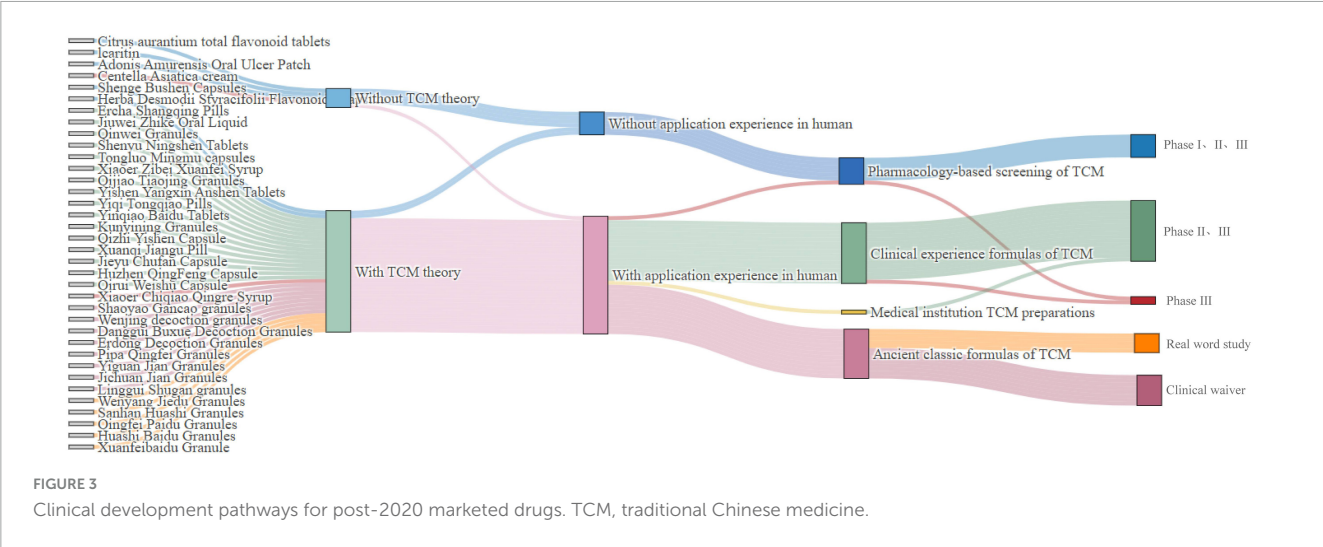 Citrus aurantium total flavonoid tablets
Icaritin
Adonis Amurensis Oral Ulcer Patch
Centella Asiatica cream
Shenge Bushen Capsules
Herba Desmodii Styracifolii Flavonoid
Ercha Shangqing Pills
Jiuwei Zhike Oral Liquid
Qinwei Granules
Shenyu Ningshen Tablets
Tongluo Mingmu capsules
Xiaoer Zibei Xuanfei Syrup
Qijiao Tiaojing Granules
Yishen Yangxin Anshen Tablets
Yiqi Tongqiao Pills
Yinqiao Baidu Tablets
Kunyining Granules
Qizhi Yishen Capsule
Xuanqi Jiangu Pill
Jieyu Chufan Capsule
Huzhen QingFeng Capsule
Qirui Weishu Capsule
Xiaoer Chiqiao Qingre Syrup
Shaoyao Gancao granules
Wenjing decoction granules
Danggui Buxue Decoction Granules
Erdong Decoction Granules
Pipa Qingfei Granules
Yiguan Jian Granules
Jichuan Jian Granules
Linggui Shugan granules
Wenyang Jiedu Granules
Sanhan Huashi Granules
Qingfei Paidu Granules
Huashi Baidu Granules
Xuanfeibaidu Granule
Without TCM theory
With TCM theory
Without application experience in human
With application experience in human
Pharmacology-based screening of TCM
Clinical experience formulas of TCM
Medical institution TCM preparations
Ancient classic formulas of TCM
Phase I、II、III
Phase II、III
Phase III
Real word study
Clinical waiver
FIGURE 3
Clinical development pathways for post-2020 marketed drugs. TCM, traditional Chinese medicine.